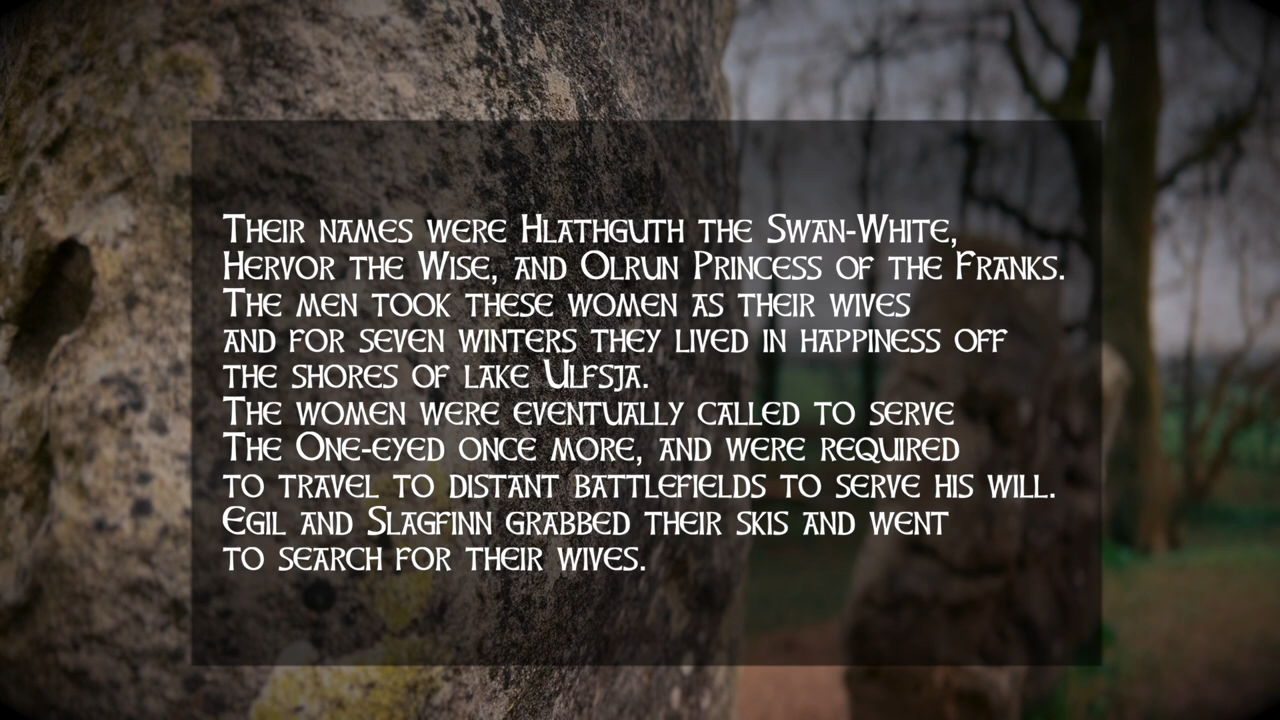 Their names were Hlathguth the Swan-White,
Hervor the Wise, and Olrun Princess of the Franks.
The men took these women as their wives
and for seven winters they lived in happiness off
the shores of lake Ulfsja.
The women were eventually called to serve
The One-eyed once more, and were required
to travel to distant battlefields to serve his will.
Egil and Slagfinn grabbed their skis and went
to search for their wives.